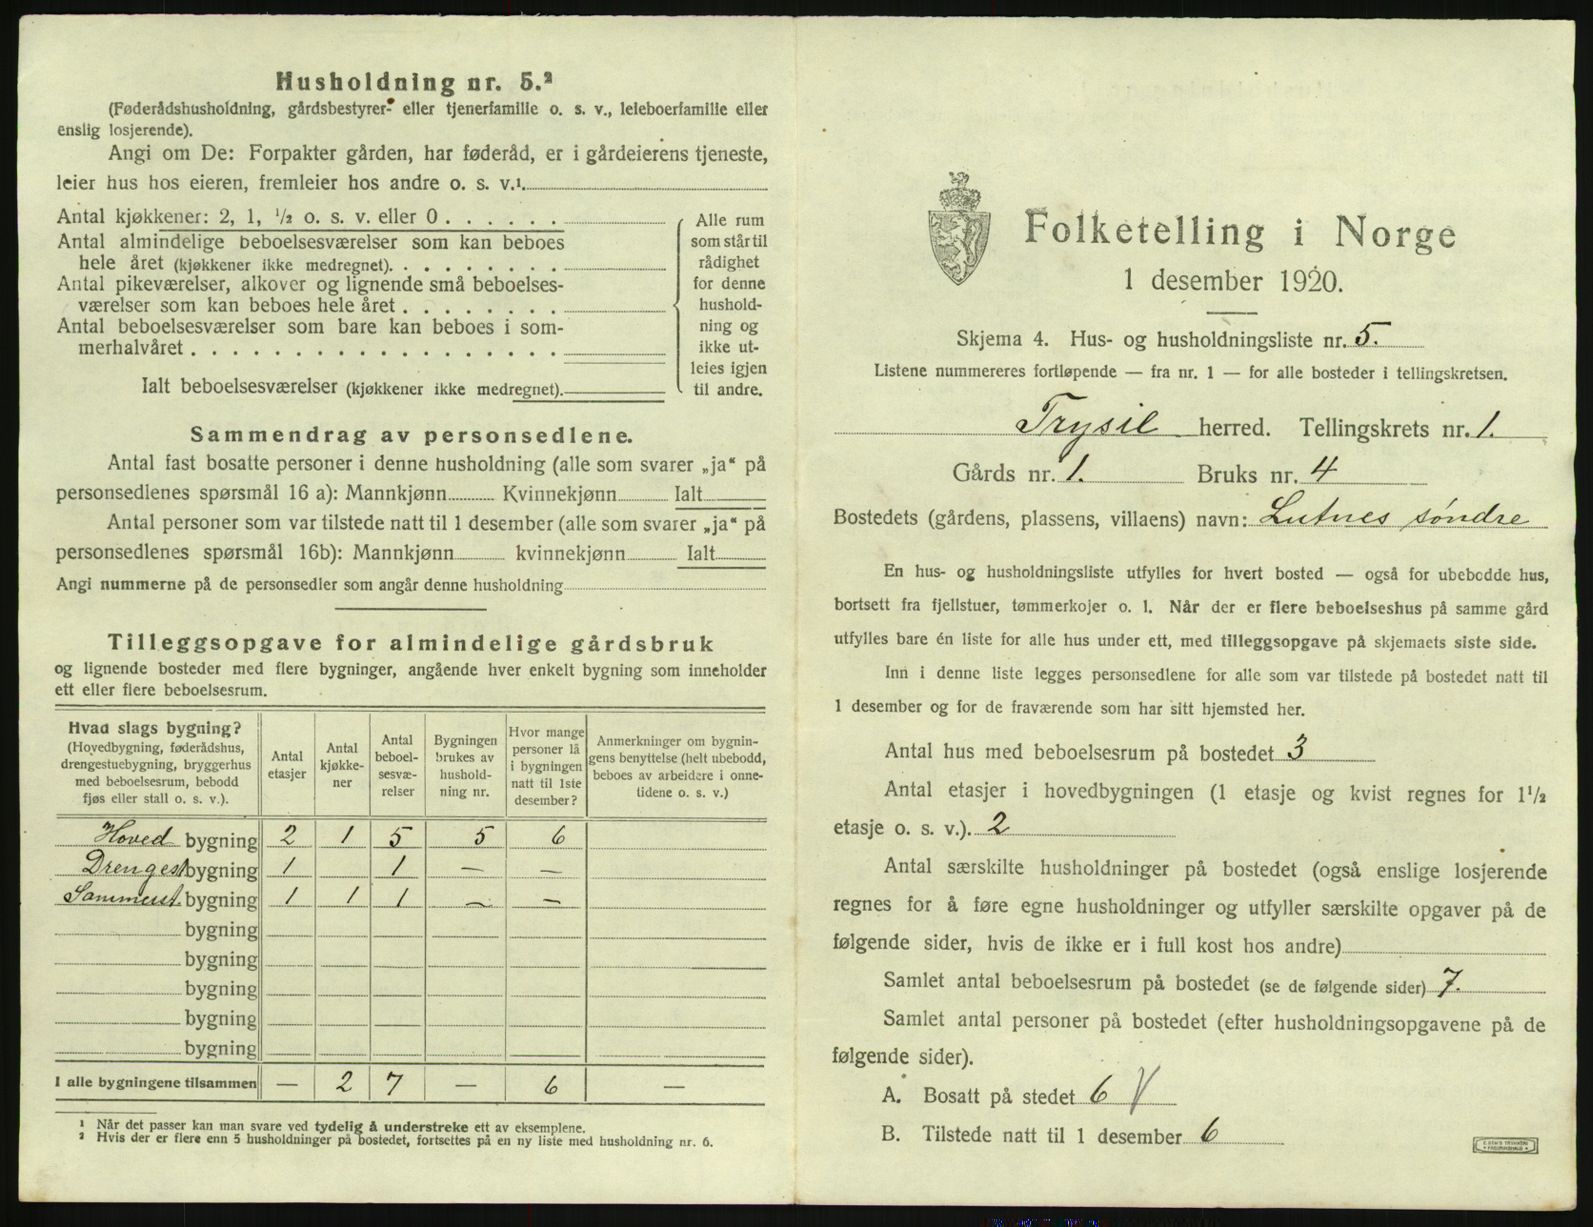 Husholdning nr. 5.²
(Føderådshusholdning, gårdsbestyrer- eller tjenerfamilie o. s. v., leieboerfamilie eller
enslig losjerende).
Angi om De: Forpakter gården, har føderåd, er i gårdeierens tjeneste,
leier hus hos eieren, fremleier hos andre o. s. v.¹
Antal kjøkkener: 2, 1, ½ o. s. v. eller 0
Antal almindelige beboelsesværelser som kan beboes
hele året (kjøkkener ikke medregnet)
Antal pikeværelser, alkover og lignende små beboelses-
værelser som kan beboes hele året
Antal beboelsesværelser som bare kan beboes i som-
merhalvåret
Ialt beboelsesværelser (kjøkkener ikke medregnet)
Alle rum
som står til
rådighet
for denne
hushold-
ning og
ikke ut-
leies igjen
til andre.
Sammendrag av personsedlene.
Antal fast bosatte personer i denne husholdning (alle som svarer „ja“ på
personsedlenes spørsmål 16 a): Mannkjønn Kvinnekjønn Ialt
Antal personer som var tilstede natt til 1 desember (alle som svarer „ja“ på
personsedlenes spørsmål 16b): Mannkjønn kvinnekjønn Ialt
Angi nummerne på de personsedler som angår denne husholdning
Tilleggsopgave for almindelige gårdsbruk
og lignende bosteder med flere bygninger, angående hver enkelt bygning som inneholder
ett eller flere beboelsesrum.
Hvad slags bygning?
(Hovedbygning, føderådshus,
drengestuebygning, bryggerhus
med beboelsesrum, bebodd
fjøs eller stall o. s. v.).
Antal
etasjer
Antal
kjøkke-
ner
Antal
beboel-
sesvæ-
relser
Bygningen
brukes av
hushold-
ning nr.
Hvor mange
personer lå
i bygningen
natt til 1ste
desember?
Anmerkninger om bygnin-
gens benyttelse (helt ubebodd,
beboes av arbeidere i onne-
tidene o. s. v.)
Hoved bygning 2 1 5 5 6
Drengest bygning 1 1 — —
Sommerst. bygning 1 1 1 — —
bygning
bygning
bygning
bygning
bygning
I alle bygningene tilsammen — 2 7 — 6 —
¹ Når det passer kan man svare ved tydelig å understreke ett av eksemplene.
² Hvis der er flere enn 5 husholdninger på bostedet, fortsettes på en ny liste med husholdning nr. 6.
Folketelling i Norge
1 desember 1920.
Skjema 4. Hus- og husholdningsliste nr. 5.
Listene nummereres fortløpende — fra nr. 1 — for alle bosteder i tellingskretsen.
Trysil herred. Tellingskrets nr. 1.
Gårds nr. 1. Bruks nr. 4
Bostedets (gårdens, plassens, villaens) navn: Lutnes søndre
En hus- og husholdningsliste utfylles for hvert bosted — også for ubebodde hus,
bortsett fra fjellstuer, tømmerkojer o. l. Når der er flere beboelseshus på samme gård
utfylles bare én liste for alle hus under ett, med tilleggsopgave på skjemaets siste side.
Inn i denne liste legges personsedlene for alle som var tilstede på bostedet natt til
1 desember og for de fraværende som har sitt hjemsted her.
Antal hus med beboelsesrum på bostedet 3
Antal etasjer i hovedbygningen (1 etasje og kvist regnes for 1½
etasje o. s. v.). 2
Antal særskilte husholdninger på bostedet (også enslige losjerende
regnes for å føre egne husholdninger og utfyller særskilte opgaver på de
følgende sider, hvis de ikke er i full kost hos andre)
Samlet antal beboelsesrum på bostedet (se de følgende sider) 7.
Samlet antal personer på bostedet (efter husholdningsopgavene på de
følgende sider).
A. Bosatt på stedet 6 V
B. Tilstede natt til 1 desember 6